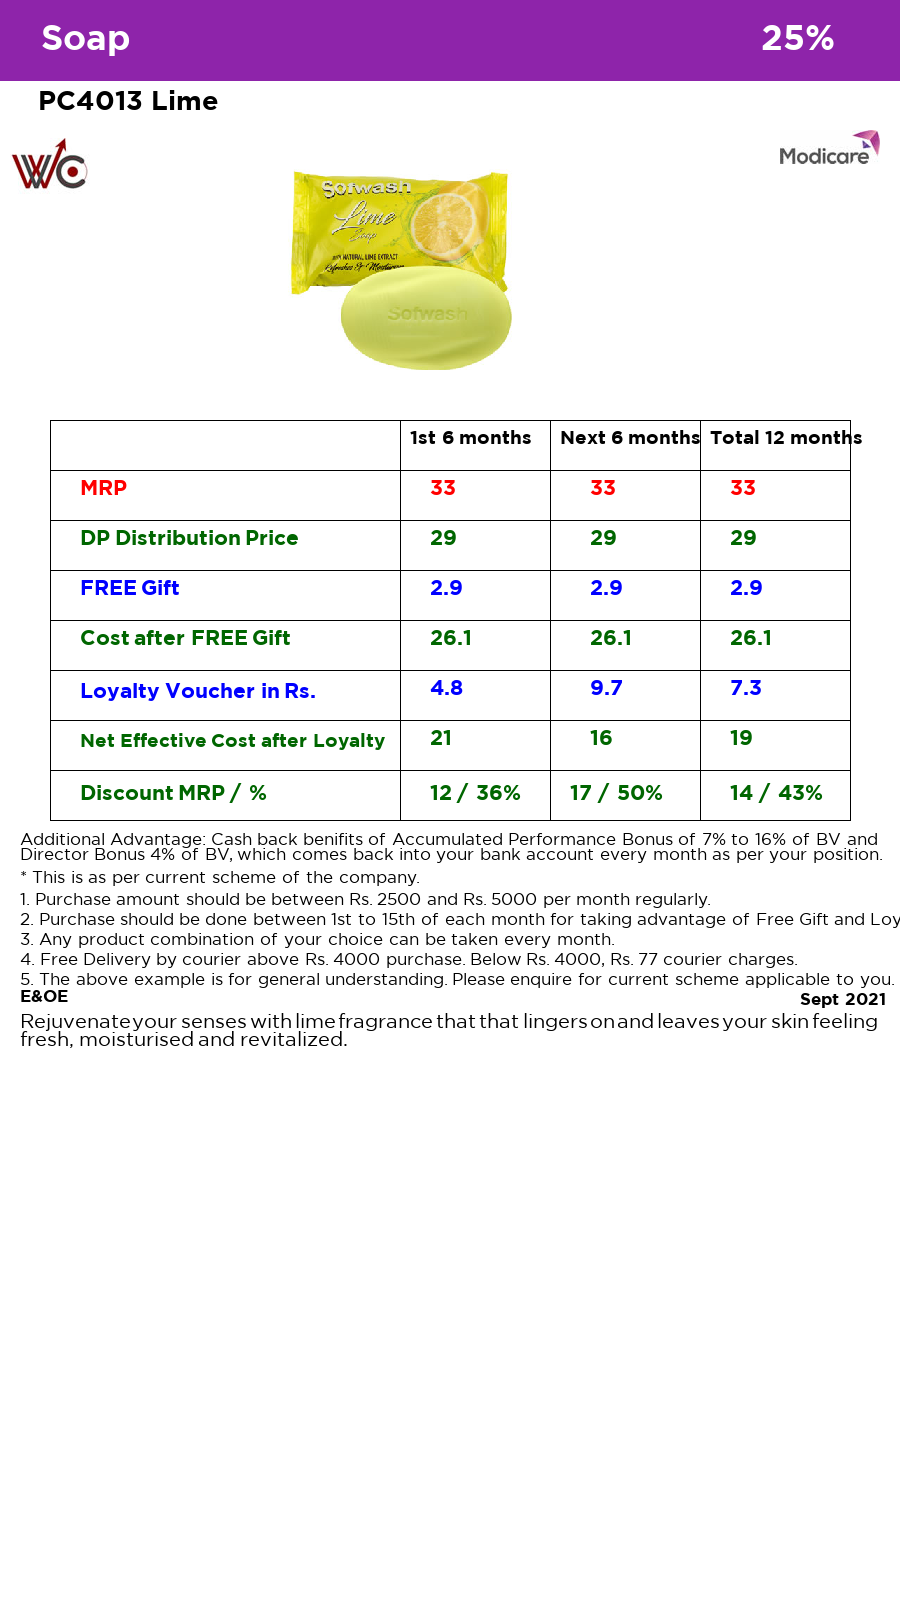 Soap 25%
PC4013 Lime
WC
Modicare
Sofwash
Lime
Soap
WITH NATURAL LIME EXTRACT
Refreshes & Moisturises
Sofwash
1st 6 months Next 6 months Total 12 months
MRP 33 33 33
DP Distribution Price 29 29 29
FREE Gift 2.9 2.9 2.9
Cost after FREE Gift 26.1 26.1 26.1
Loyalty Voucher in Rs. 4.8 9.7 7.3
Net Effective Cost after Loyalty 21 16 19
Discount MRP / % 12 / 36% 17 / 50% 14 / 43%
Additional Advantage: Cash back benifits of Accumulated Performance Bonus of 7% to 16% of BV and
Director Bonus 4% of BV, which comes back into your bank account every month as per your position.
* This is as per current scheme of the company.
1. Purchase amount should be between Rs. 2500 and Rs. 5000 per month regularly.
2. Purchase should be done between 1st to 15th of each month for taking advantage of Free Gift and Loy
3. Any product combination of your choice can be taken every month.
4. Free Delivery by courier above Rs. 4000 purchase. Below Rs. 4000, Rs. 77 courier charges.
5. The above example is for general understanding. Please enquire for current scheme applicable to you.
E&OE Sept 2021
Rejuvenate your senses with lime fragrance that that lingers on and leaves your skin feeling
fresh, moisturised and revitalized.